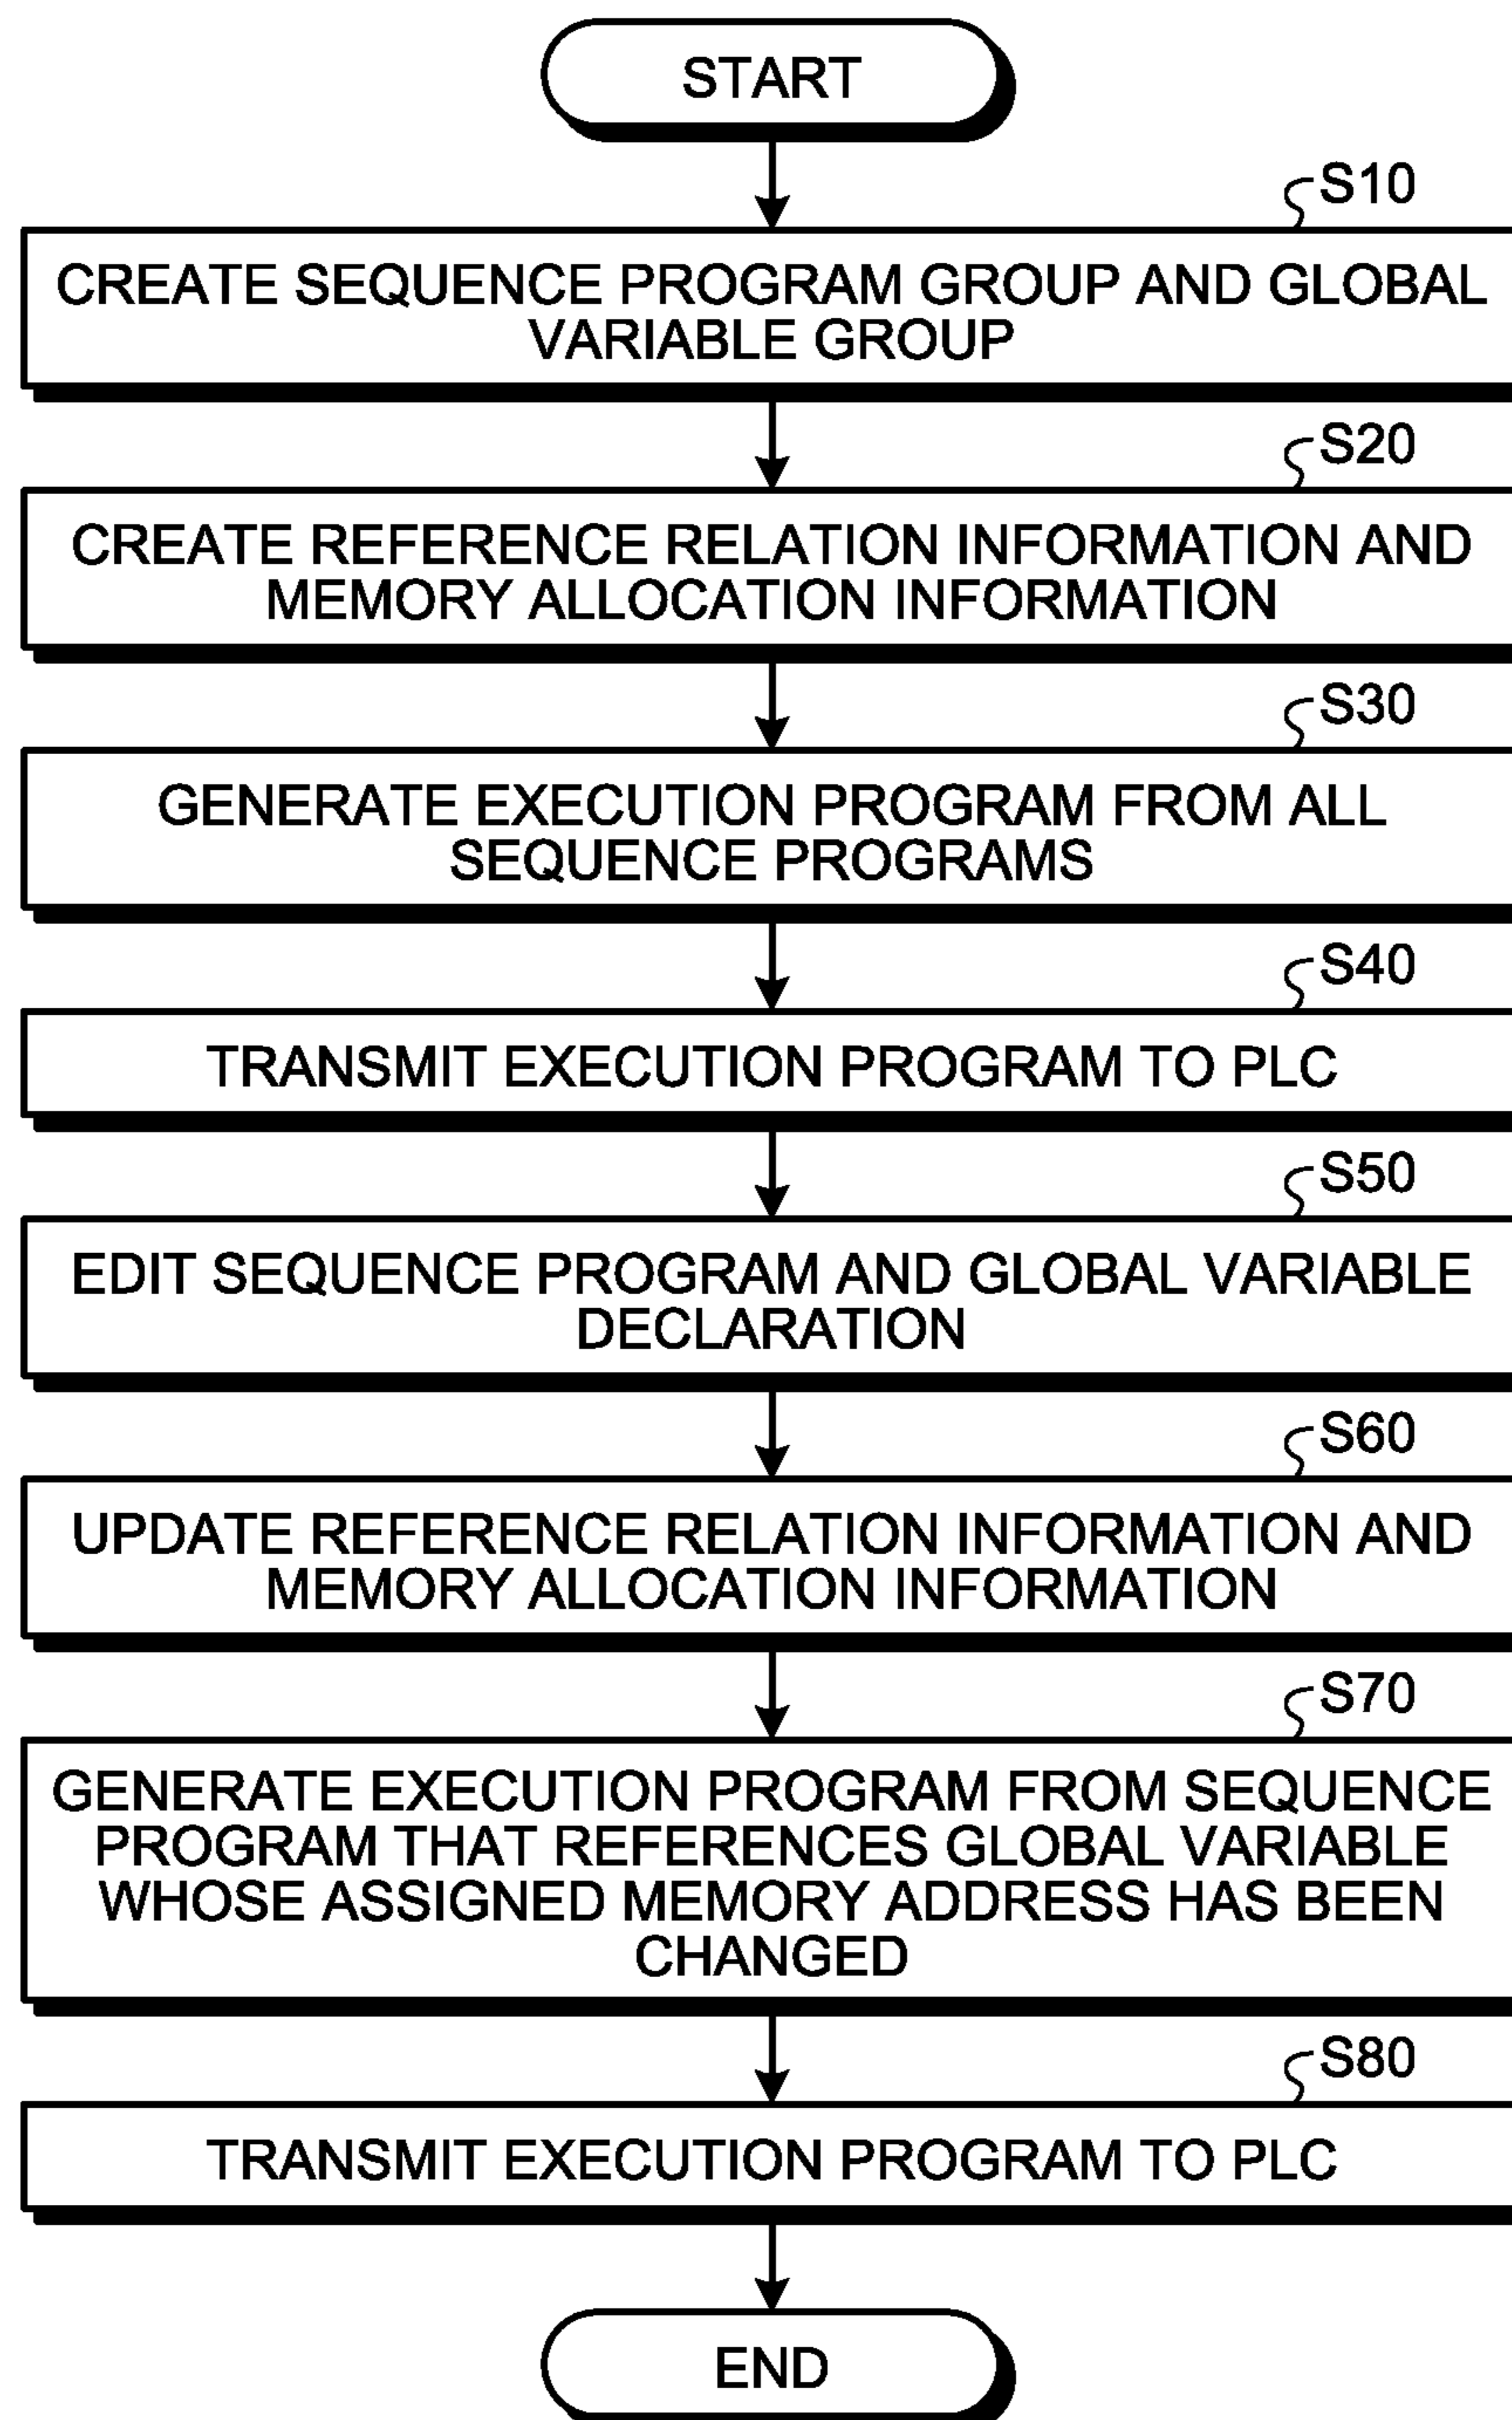 START
S10
CREATE SEQUENCE PROGRAM GROUP AND GLOBAL
VARIABLE GROUP
S20
CREATE REFERENCE RELATION INFORMATION AND
MEMORY ALLOCATION INFORMATION
S30
GENERATE EXECUTION PROGRAM FROM ALL
SEQUENCE PROGRAMS
S40
TRANSMIT EXECUTION PROGRAM TO PLC
S50
EDIT SEQUENCE PROGRAM AND GLOBAL VARIABLE
DECLARATION
S60
UPDATE REFERENCE RELATION INFORMATION AND
MEMORY ALLOCATION INFORMATION
S70
GENERATE EXECUTION PROGRAM FROM SEQUENCE
PROGRAM THAT REFERENCES GLOBAL VARIABLE
WHOSE ASSIGNED MEMORY ADDRESS HAS BEEN
CHANGED
S80
TRANSMIT EXECUTION PROGRAM TO PLC
END